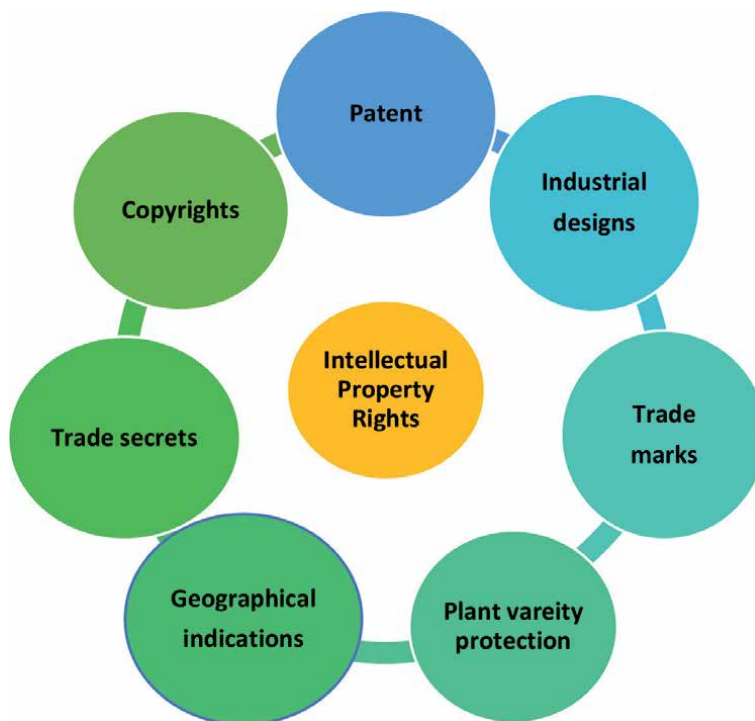 Patent
Industrial
designs
Trade
marks
Plant vareity
protection
Geographical
indications
Trade secrets
Copyrights
Intellectual
Property
Rights